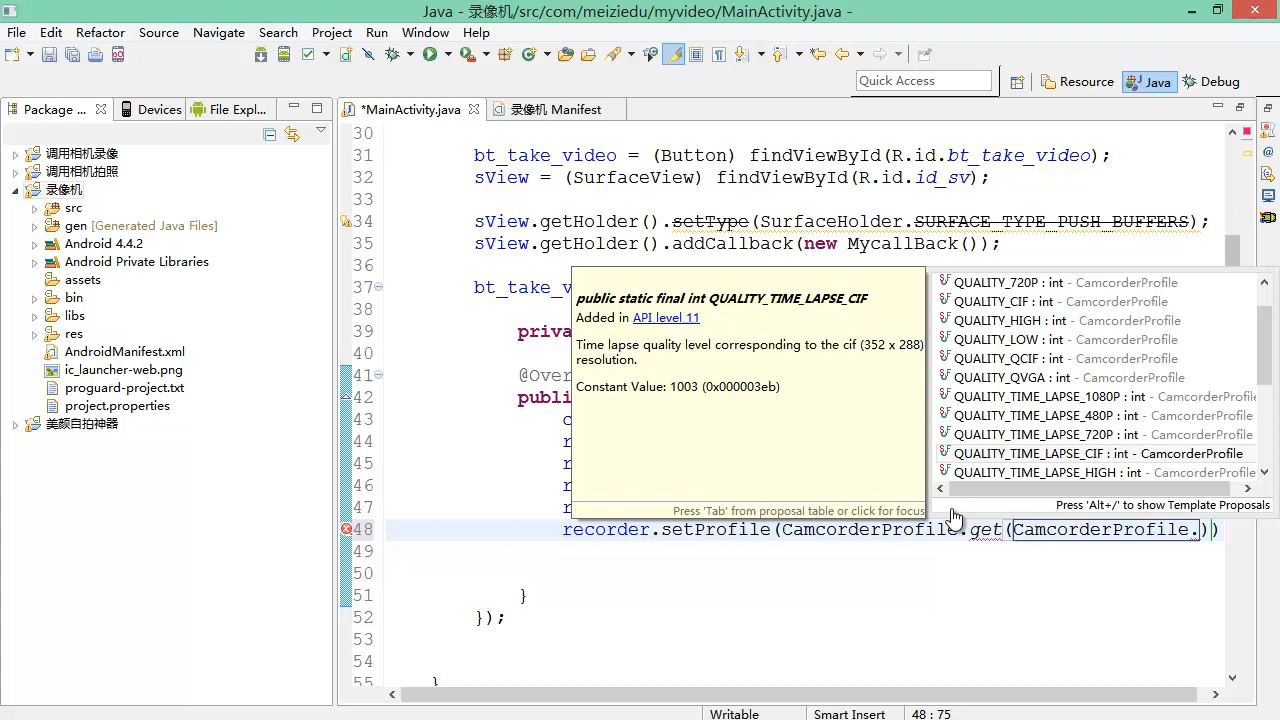 Java - 录像机/src/com/meiziedu/myvideo/MainActivity.java -
File Edit Refactor Source Navigate Search Project Run Window Help
Quick Access
Resource Java Debug
Package ... Devices File Expl...
*MainActivity.java 录像机 Manifest
调用相机录像
调用相机拍照
录像机
src
gen [Generated Java Files]
Android 4.4.2
Android Private Libraries
assets
bin
libs
res
AndroidManifest.xml
ic_launcher-web.png
proguard-project.txt
project.properties
美颜自拍神器
30
31 bt_take_video = (Button) findViewById(R.id.bt_take_video);
32 sView = (SurfaceView) findViewById(R.id.id_sv);
33
34 sView.getHolder().setType(SurfaceHolder.SURFACE_TYPE_PUSH_BUFFERS);
35 sView.getHolder().addCallback(new MycallBack());
36
37 bt_take_v
38
39 priva
40
41 @Over
42 publi
43 c
44 r
45 r
46 r
47 r
48 recorder.setProfile(CamcorderProfile.get(CamcorderProfile.))
49
50
51 }
52 });
53
54
55 }
public static final int QUALITY_TIME_LAPSE_CIF
Added in API level 11
Time lapse quality level corresponding to the cif (352 x 288)
resolution.
Constant Value: 1003 (0x000003eb)
Press 'Tab' from proposal table or click for focus
QUALITY_720P : int - CamcorderProfile
QUALITY_CIF : int - CamcorderProfile
QUALITY_HIGH : int - CamcorderProfile
QUALITY_LOW : int - CamcorderProfile
QUALITY_QCIF : int - CamcorderProfile
QUALITY_QVGA : int - CamcorderProfile
QUALITY_TIME_LAPSE_1080P : int - Camcorde
QUALITY_TIME_LAPSE_480P : int - CamcorderP
QUALITY_TIME_LAPSE_720P : int - CamcorderP
QUALITY_TIME_LAPSE_CIF : int - CamcorderProfile
QUALITY_TIME_LAPSE_HIGH : int - Camcorder
Press 'Alt+/' to show Template Proposals
Writable Smart Insert 48 : 75